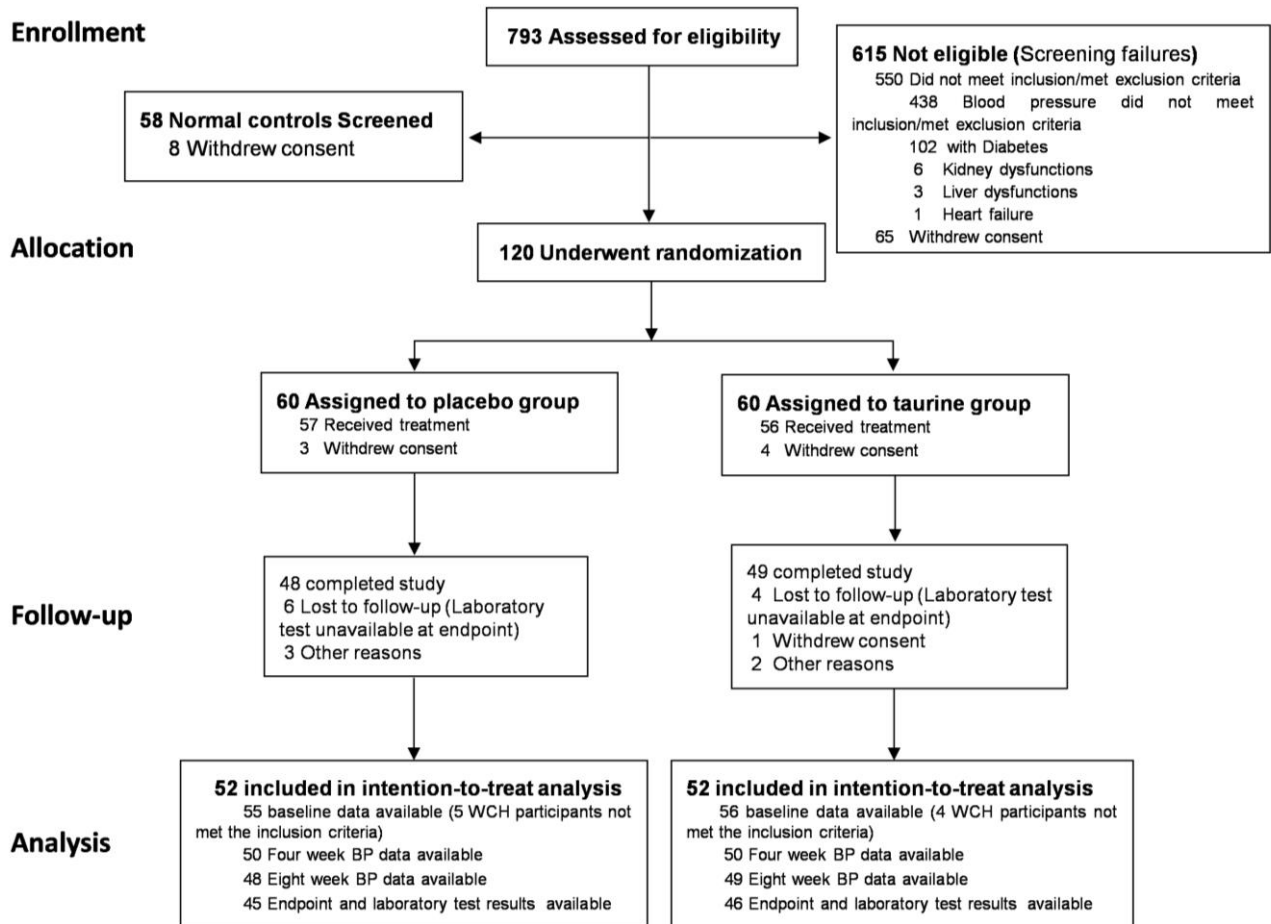 Enrollment
793 Assessed for eligibility
615 Not eligible (Screening failures)
550 Did not meet inclusion/met exclusion criteria
438 Blood pressure did not meet
inclusion/met exclusion criteria
102 with Diabetes
6 Kidney dysfunctions
3 Liver dysfunctions
1 Heart failure
65 Withdrew consent
58 Normal controls Screened
8 Withdrew consent
Allocation
120 Underwent randomization
60 Assigned to placebo group
57 Received treatment
3 Withdrew consent
60 Assigned to taurine group
56 Received treatment
4 Withdrew consent
Follow-up
48 completed study
6 Lost to follow-up (Laboratory
test unavailable at endpoint)
3 Other reasons
49 completed study
4 Lost to follow-up (Laboratory test
unavailable at endpoint)
1 Withdrew consent
2 Other reasons
Analysis
52 included in intention-to-treat analysis
55 baseline data available (5 WCH participants not
met the inclusion criteria)
50 Four week BP data available
48 Eight week BP data available
45 Endpoint and laboratory test results available
52 included in intention-to-treat analysis
56 baseline data available (4 WCH participants not
met the inclusion criteria)
50 Four week BP data available
49 Eight week BP data available
46 Endpoint and laboratory test results available